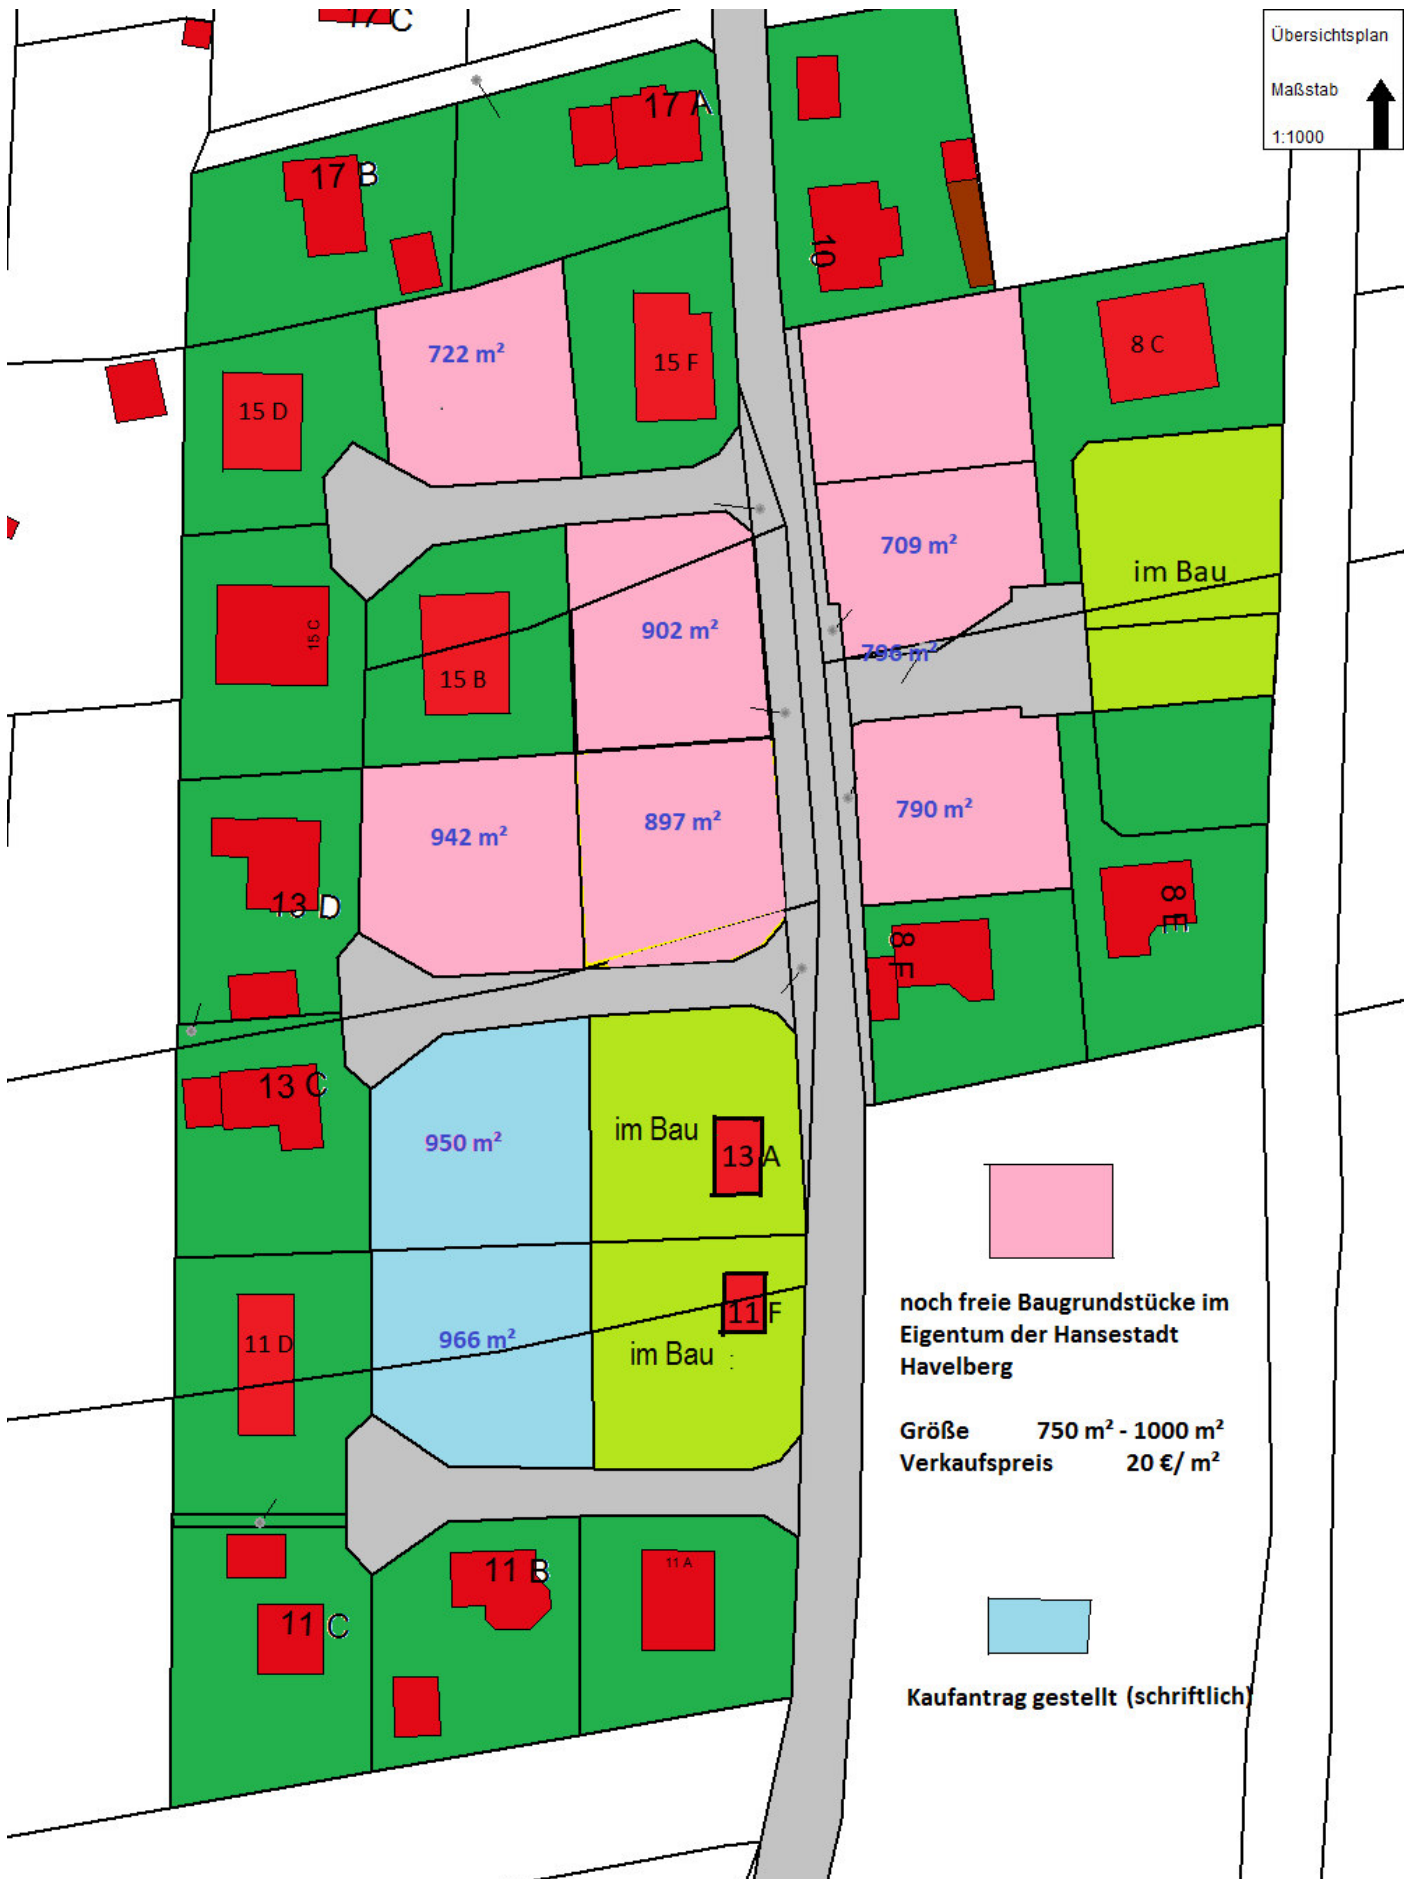 17 C
Übersichtsplan
Maßstab
1:1000
17 A
17 B
10
722 m²
15 F
8 C
15 D
709 m²
im Bau
15 C
902 m²
796 m²
15 B
790 m²
942 m²
897 m²
13 D
8 E
8 F
13 C
950 m²
im Bau
13 A
noch freie Baugrundstücke im
Eigentum der Hansestadt
Havelberg
11 F
11 D
966 m²
im Bau
Größe 750 m² - 1000 m²
Verkaufspreis 20 €/ m²
11 B
11 A
11 C
Kaufantrag gestellt (schriftlich)